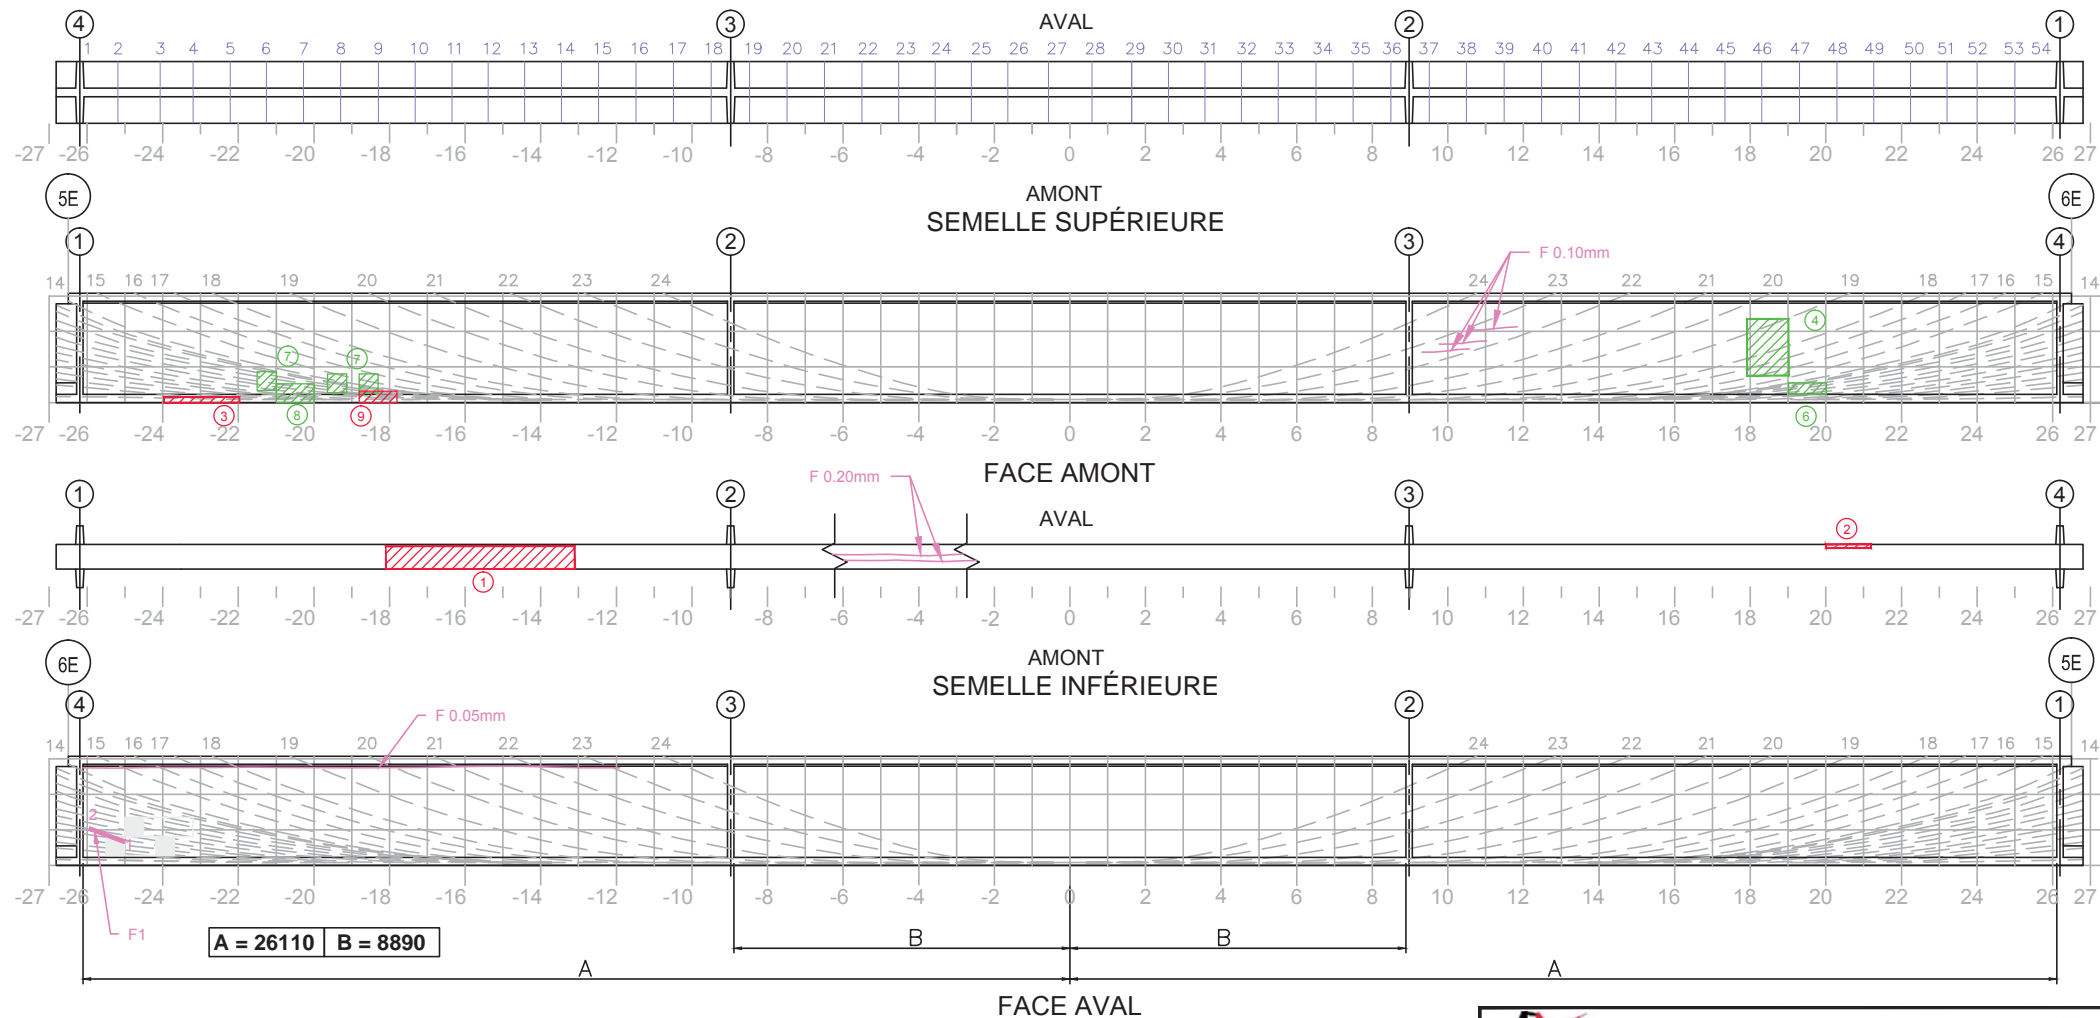 4 3 AVAL 2 1
1 2 3 4 5 6 7 8 9 10 11 12 13 14 15 16 17 18 19 20 21 22 23 24 25 26 27 28 29 30 31 32 33 34 35 36 37 38 39 40 41 42 43 44 45 46 47 48 49 50 51 52 53 54
-27 -26 -24 -22 -20 -18 -16 -14 -12 -10 -8 -6 -4 -2 0 2 4 6 8 10 12 14 16 18 20 22 24 26 27
5E AMONT 6E
SEMELLE SUPÉRIEURE
1 2 3 4
F 0.10mm
14 15 16 17 18 19 20 21 22 23 24 24 23 22 21 20 19 18 17 16 15 14
4
7 7
3 8 9 6
-27 -26 -24 -22 -20 -18 -16 -14 -12 -10 -8 -6 -4 -2 0 2 4 6 8 10 12 14 16 18 20 22 24 26 27
FACE AMONT
F 0.20mm
1 2 3 4
AVAL
2
1
-27 -26 -24 -22 -20 -18 -16 -14 -12 -10 -8 -6 -4 -2 0 2 4 6 8 10 12 14 16 18 20 22 24 26 27
6E AMONT 5E
SEMELLE INFÉRIEURE
4 3 2 1
F 0.05mm
14 15 16 17 18 19 20 21 22 23 24 24 23 22 21 20 19 18 17 16 15 14
2
1
-27 -26 -24 -22 -20 -18 -16 -14 -12 -10 -8 -6 -4 -2 0 2 4 6 8 10 12 14 16 18 20 22 24 26 27
F1
A = 26110 B = 8890
B B
A A
FACE AVAL